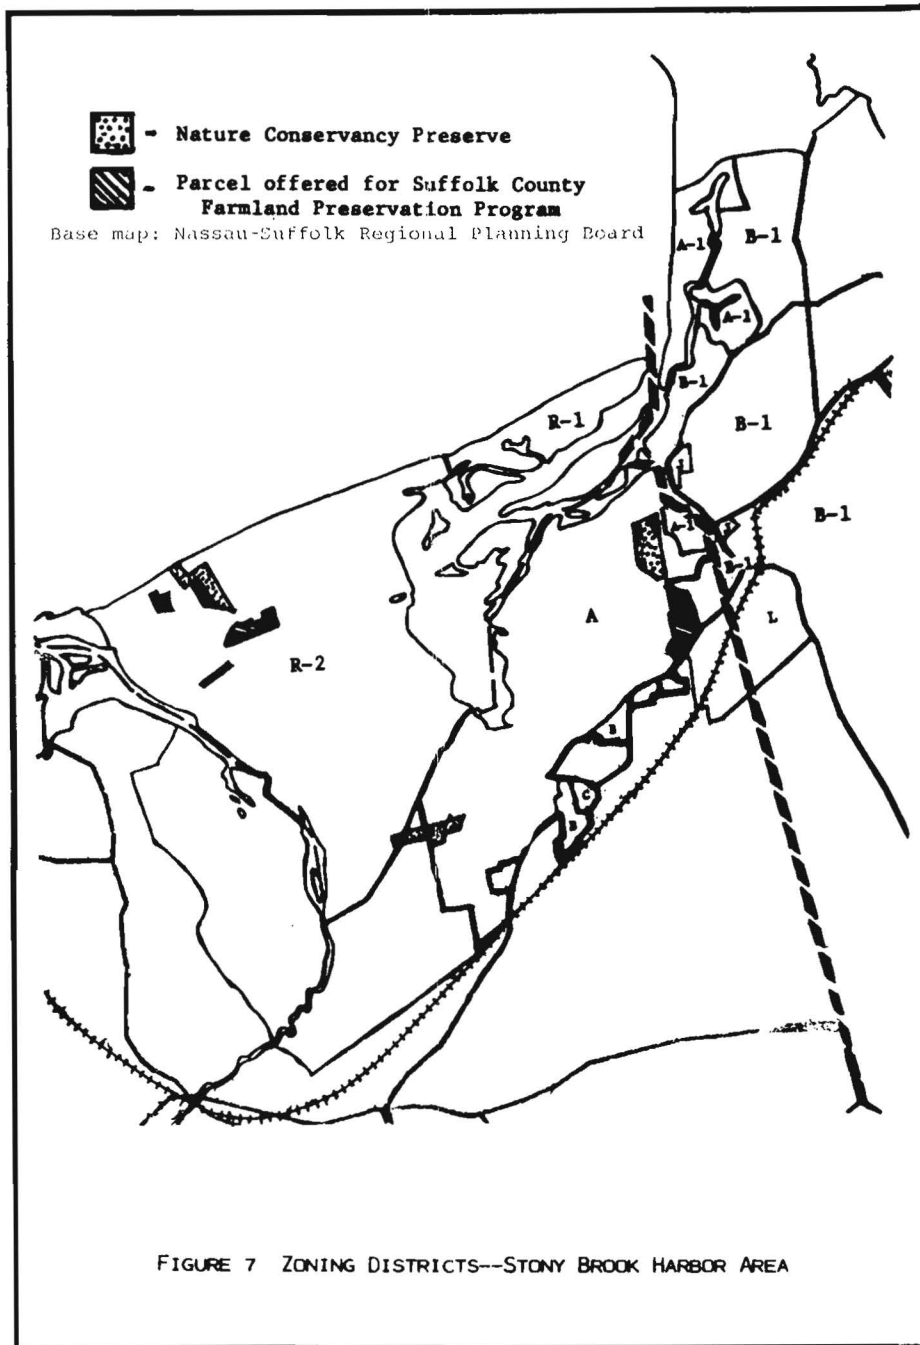 - Nature Conservancy Preserve
- Parcel offered for Suffolk County
Farmland Preservation Program
Base map: Nassau-Suffolk Regional Planning Board
A-1
B-1
A-1
B-1
R-1
B-1
B-1
A-1
B-1
A
L
R-2
B
C
B
FIGURE 7 ZONING DISTRICTS--STONY BROOK HARBOR AREA